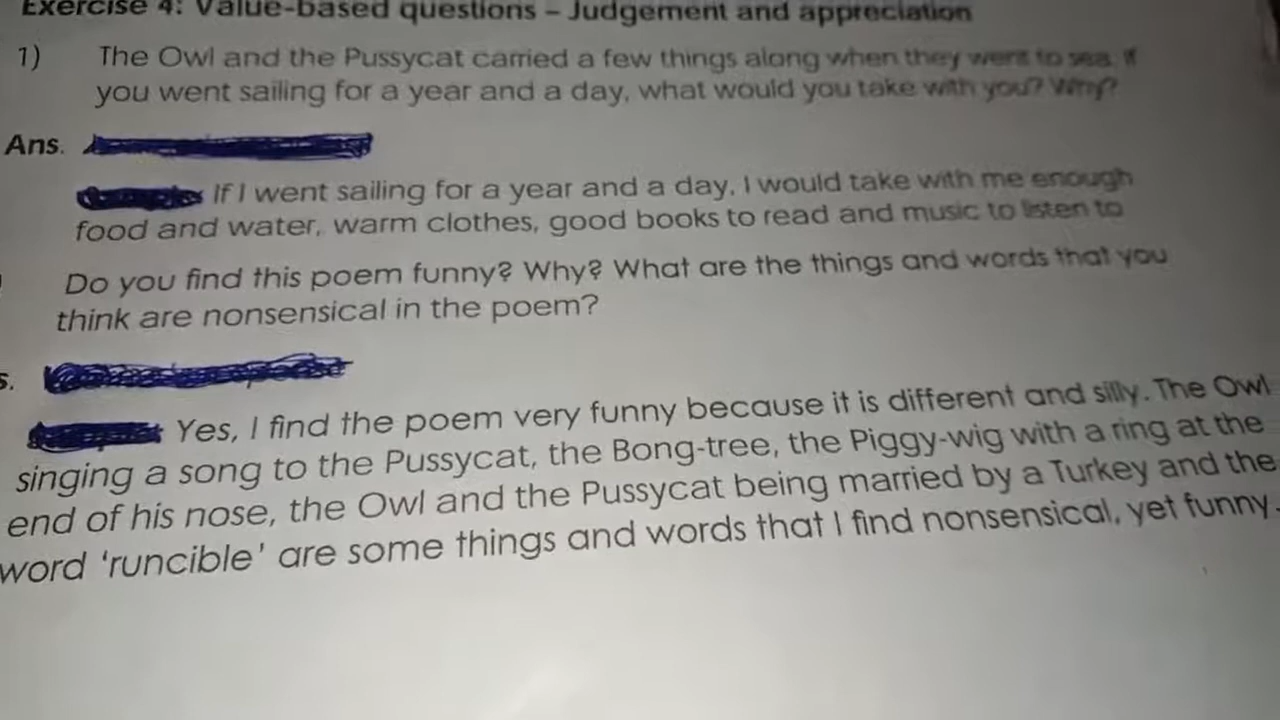 Exercise 4: Value-based questions – Judgement and appreciation
1) The Owl and the Pussycat carried a few things along when they went to sea. If
you went sailing for a year and a day, what would you take with you? Why?
Ans.
If I went sailing for a year and a day, I would take with me enough
food and water, warm clothes, good books to read and music to listen to
Do you find this poem funny? Why? What are the things and words that you
think are nonsensical in the poem?
s.
Yes, I find the poem very funny because it is different and silly. The Owl
singing a song to the Pussycat, the Bong-tree, the Piggy-wig with a ring at the
end of his nose, the Owl and the Pussycat being married by a Turkey and the
word ‘runcible’ are some things and words that I find nonsensical, yet funny.